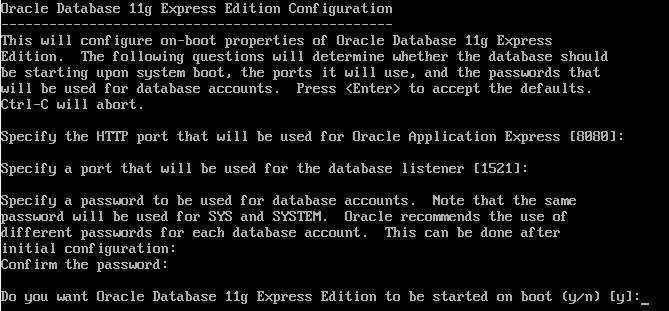 Oracle Database 11g Express Edition Configuration
-------------------------------------------------
This will configure on-boot properties of Oracle Database 11g Express
Edition.  The following questions will determine whether the database should
be starting upon system boot, the ports it will use, and the passwords that
will be used for database accounts.  Press <Enter> to accept the defaults.
Ctrl-C will abort.
Specify the HTTP port that will be used for Oracle Application Express [8080]:
Specify a port that will be used for the database listener [1521]:
Specify a password to be used for database accounts.  Note that the same
password will be used for SYS and SYSTEM.  Oracle recommends the use of
different passwords for each database account.  This can be done after
initial configuration:
Confirm the password:
Do you want Oracle Database 11g Express Edition to be started on boot (y/n) [y]:_